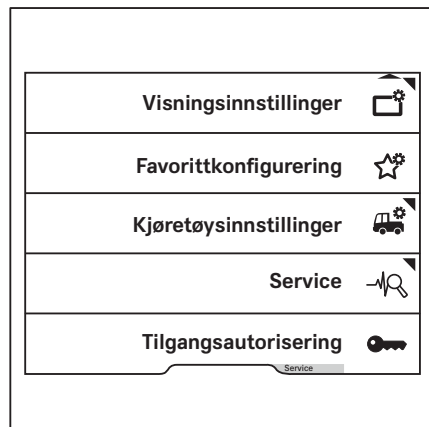 Visningsinnstillinger
Favorittkonfigurering
Kjøretøysinnstillinger
Service
Tilgangsautorisering
Service